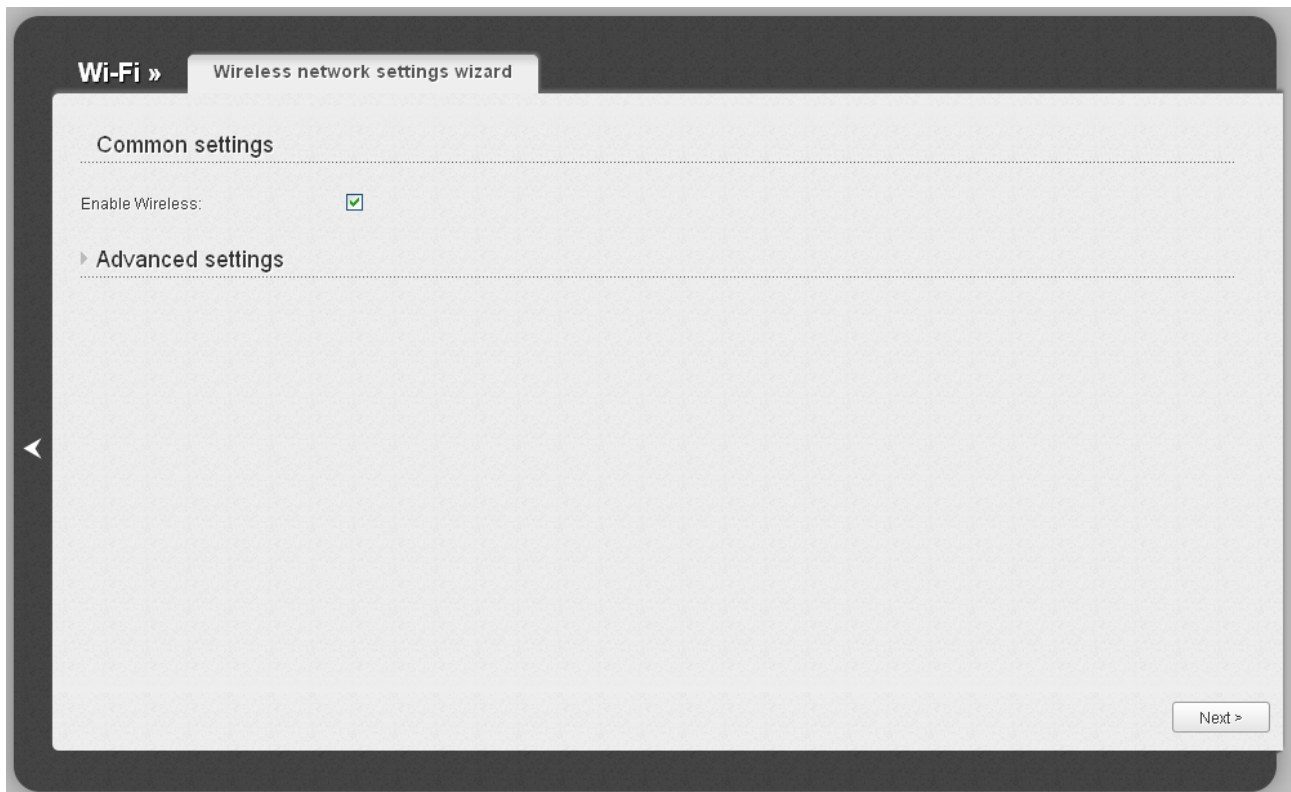 Wi-Fi » Wireless network settings wizard
Common settings
Enable Wireless:
Advanced settings
Next >